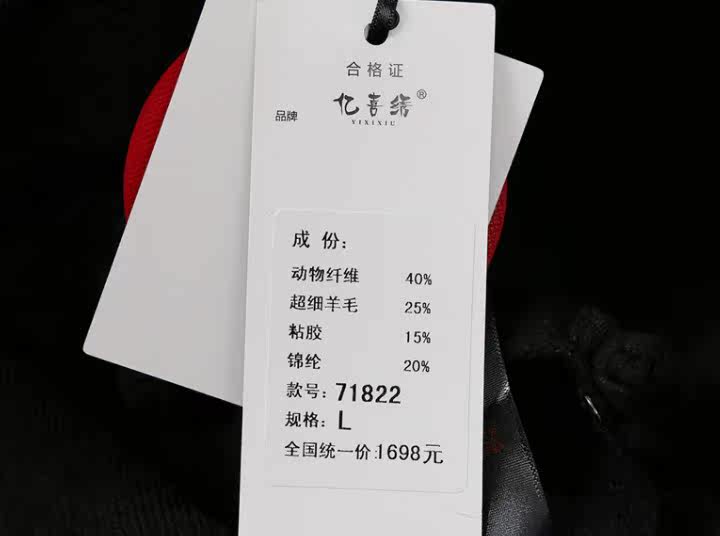 合格证
品牌
亿喜绣®
YIXIXIU
成 份：
动物纤维 40%
超细羊毛 25%
粘胶 15%
锦纶 20%
款号：71822
规格：L
全国统一价:1698元